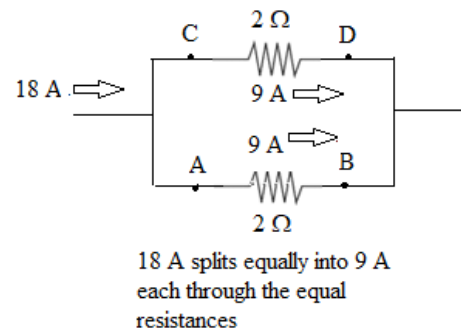 2 Ω
C D
18 A
9 A
9 A
A B
2 Ω
18 A splits equally into 9 A
each through the equal
resistances